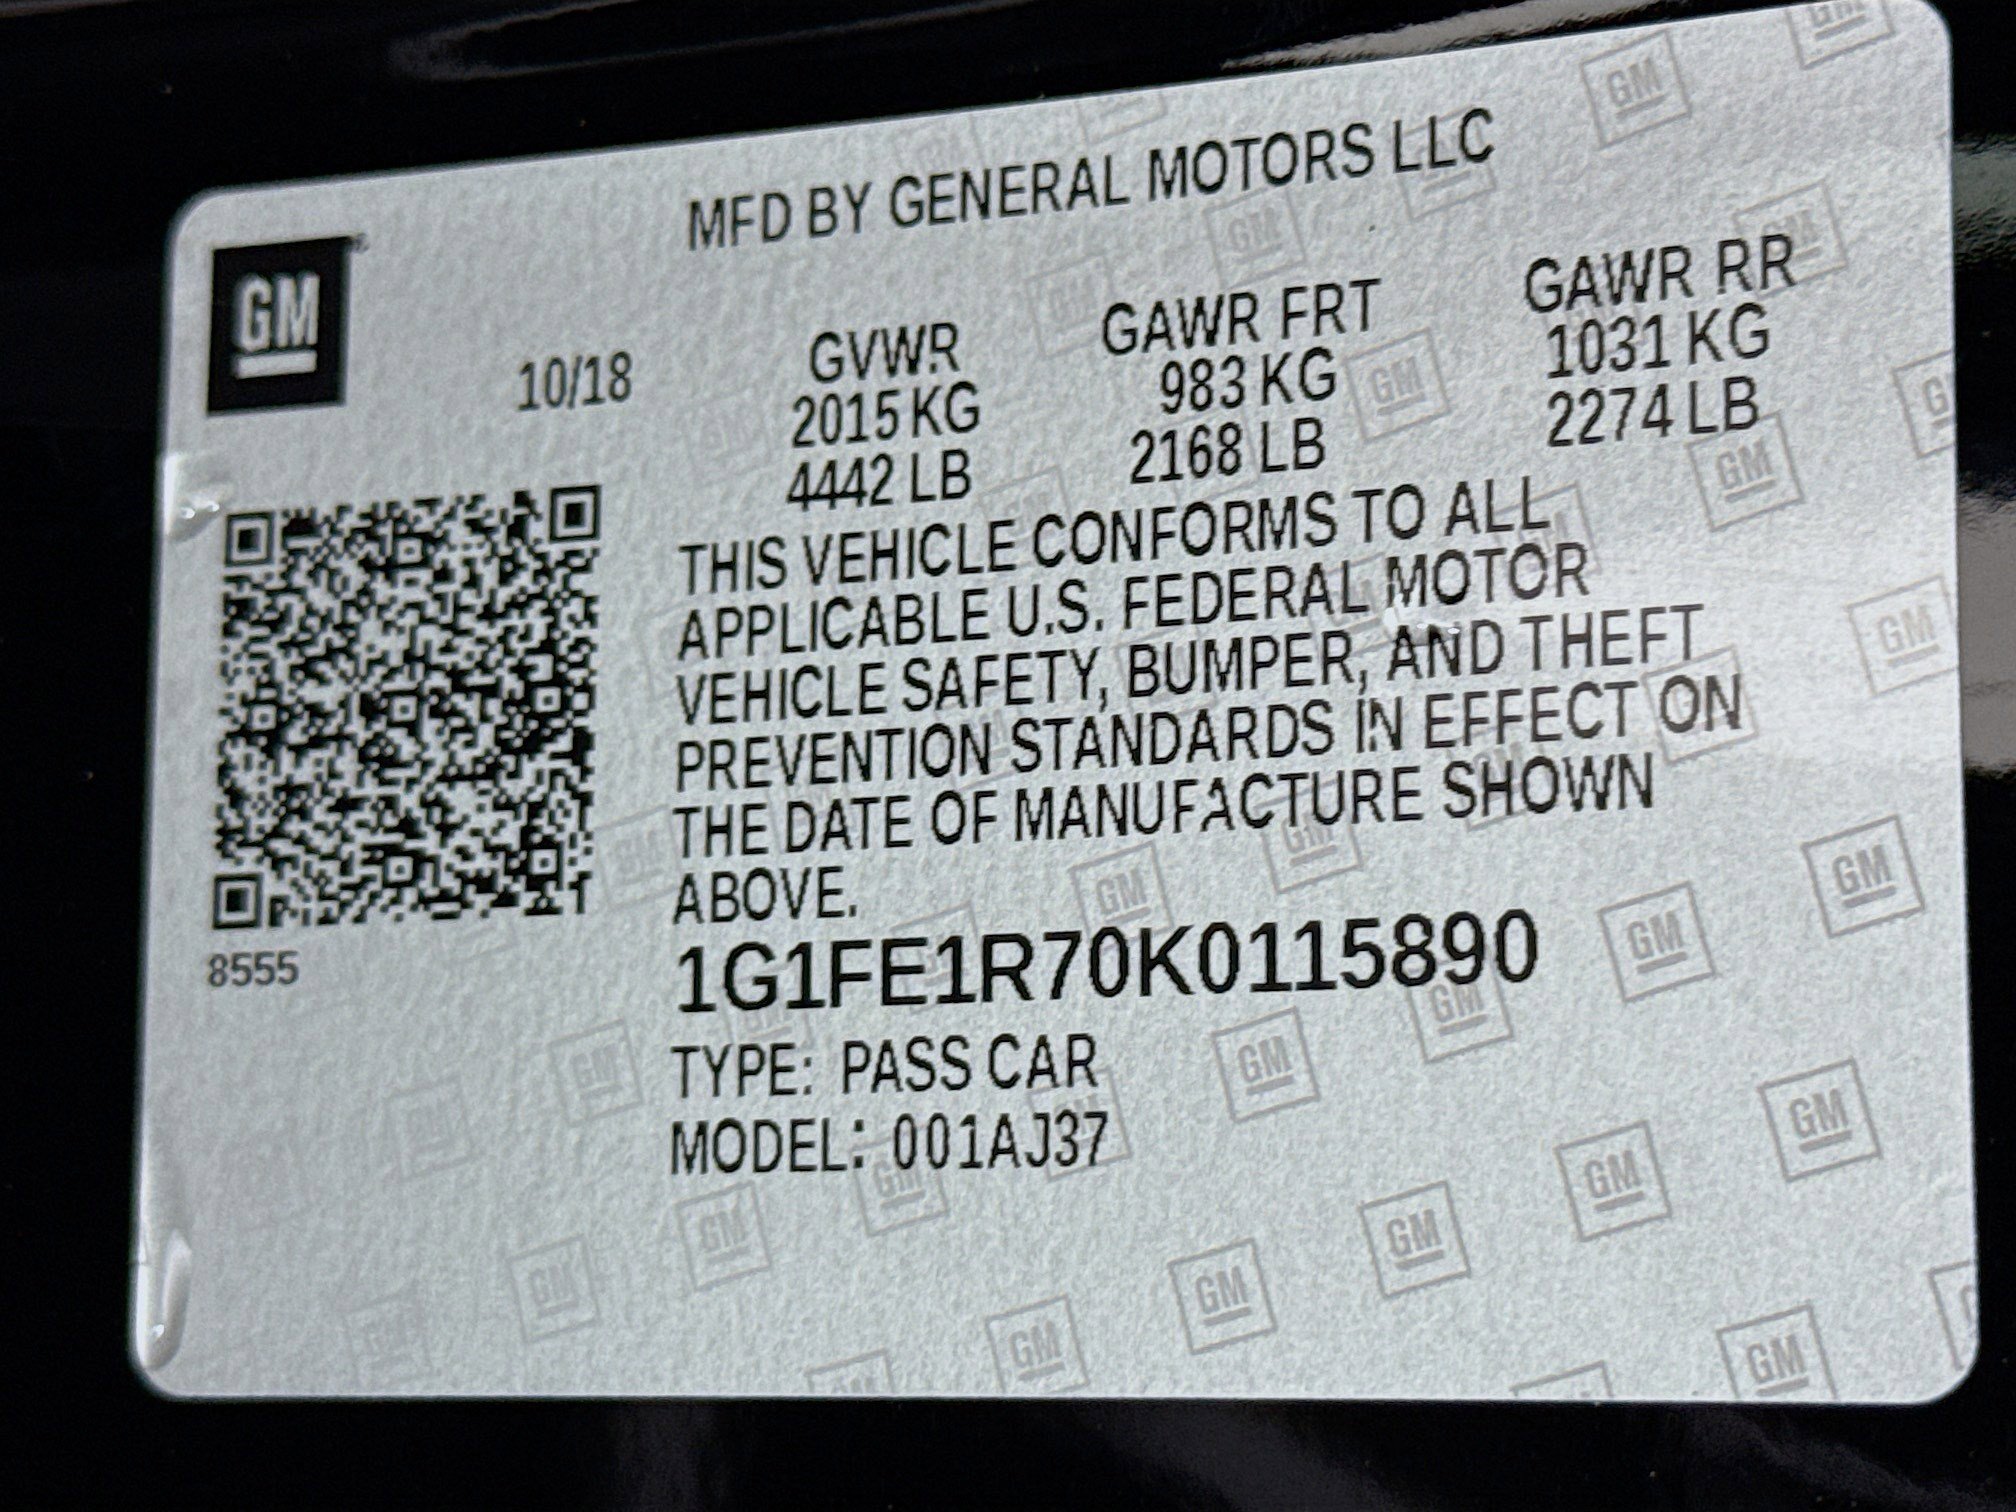 MFD BY GENERAL MOTORS LLC
GM
10/18
GVWR GAWR FRT GAWR RR
2015 KG 983 KG 1031 KG
4442 LB 2168 LB 2274 LB
THIS VEHICLE CONFORMS TO ALL
APPLICABLE U.S. FEDERAL MOTOR
VEHICLE SAFETY, BUMPER, AND THEFT
PREVENTION STANDARDS IN EFFECT ON
THE DATE OF MANUFACTURE SHOWN
ABOVE.
8555
1G1FE1R70K0115890
TYPE: PASS CAR
MODEL: 001AJ37